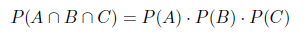 P(A ∩ B ∩ C) = P(A) · P(B) · P(C)